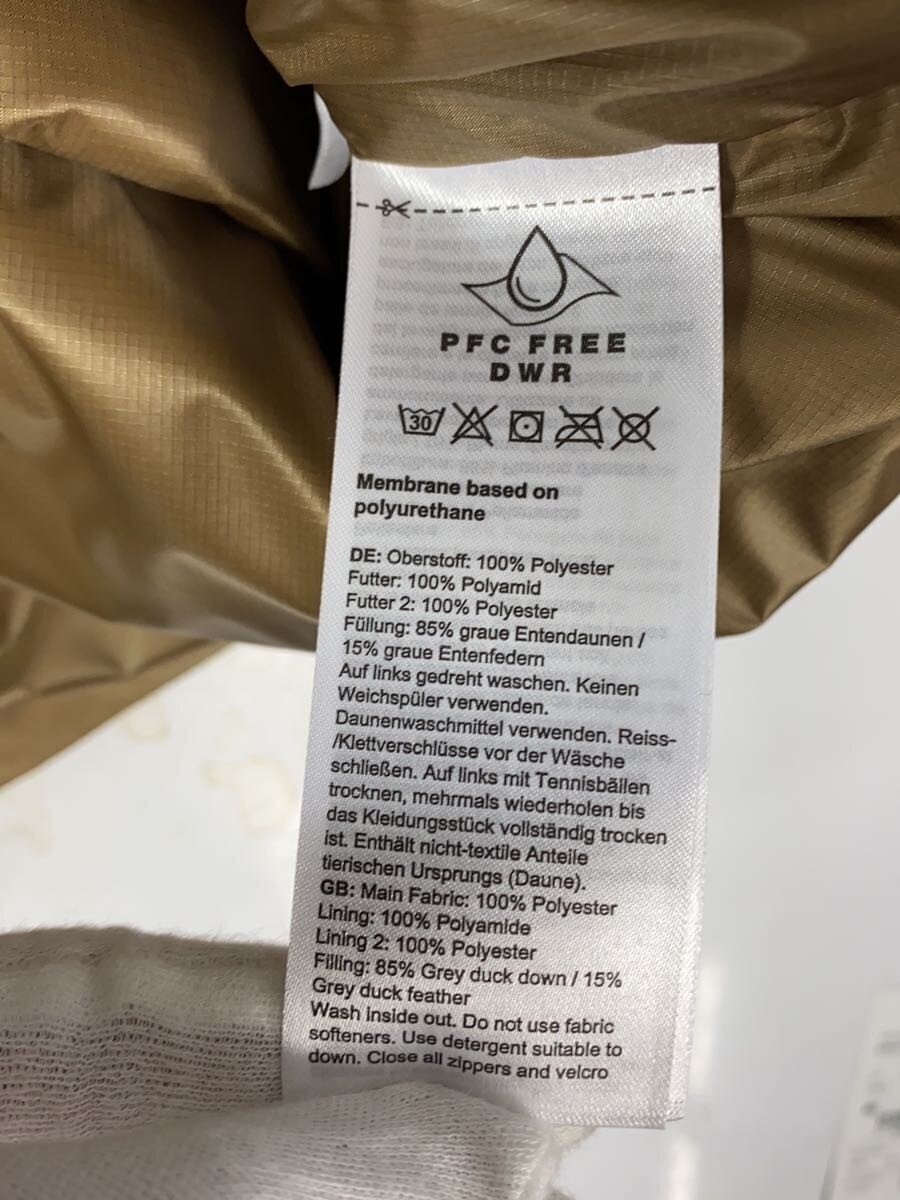 PFC FREE
DWR
30
Membrane based on
polyurethane
DE: Oberstoff: 100% Polyester
Futter: 100% Polyamid
Futter 2: 100% Polyester
Füllung: 85% graue Entendaunen /
15% graue Entenfedern
Auf links gedreht waschen. Keinen
Weichspüler verwenden.
Daunenwaschmittel verwenden. Reiss-
/Klettverschlüsse vor der Wäsche
schließen. Auf links mit Tennisbällen
trocknen, mehrmals wiederholen bis
das Kleidungsstück vollständig trocken
ist. Enthält nicht-textile Anteile
tierischen Ursprungs (Daune).
GB: Main Fabric: 100% Polyester
Lining: 100% Polyamide
Lining 2: 100% Polyester
Filling: 85% Grey duck down / 15%
Grey duck feather
Wash inside out. Do not use fabric
softeners. Use detergent suitable to
down. Close all zippers and velcro